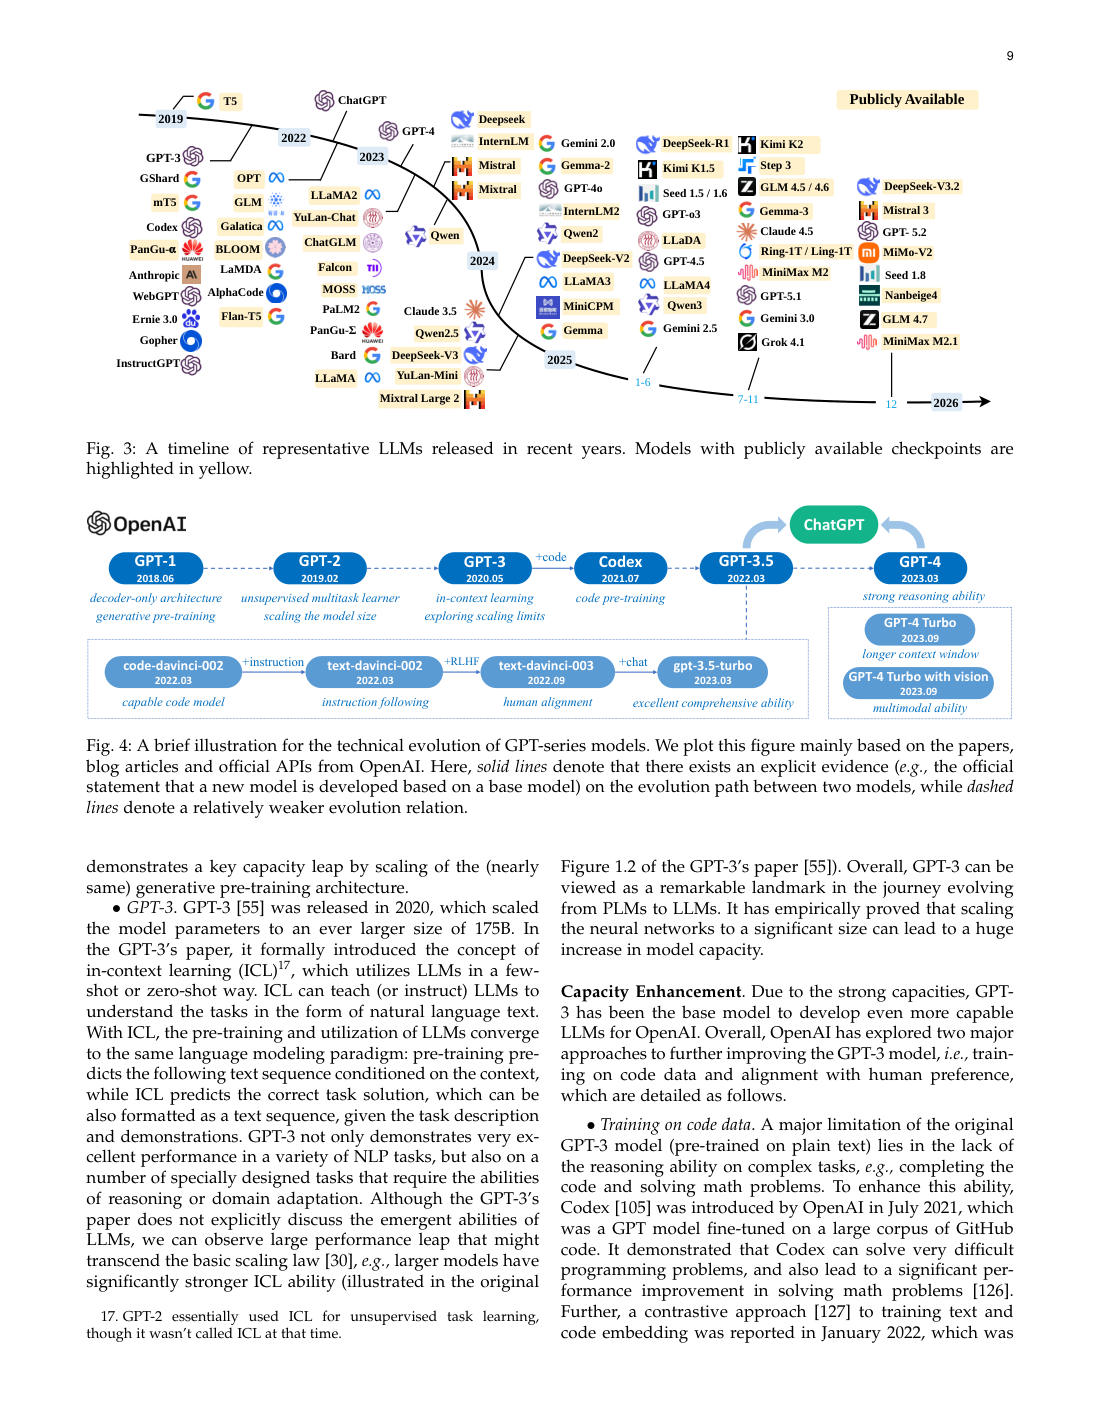 9
Publicly Available
2019
T5
GPT-3
GShard
mT5
Codex
PanGu-α
HUAWEI
Anthropic
WebGPT
Ernie 3.0
Gopher
InstructGPT
2022
OPT
GLM
Galatica
BLOOM
LaMDA
AlphaCode
Flan-T5
ChatGPT
2023
GPT-4
LLaMA2
YuLan-Chat
ChatGLM
Falcon
MOSS
MOSS
PaLM2
PanGu-Σ
HUAWEI
Bard
LLaMA
Deepseek
InternLM
Mistral
Mixtral
Qwen
2024
Claude 3.5
Qwen2.5
DeepSeek-V3
YuLan-Mini
Mixtral Large 2
Gemini 2.0
Gemma-2
GPT-4o
InternLM2
Qwen2
DeepSeek-V2
LLaMA3
MiniCPM
Gemma
2025
DeepSeek-R1
Kimi K1.5
Seed 1.5 / 1.6
GPT-o3
LLaDA
GPT-4.5
LLaMA4
Qwen3
Gemini 2.5
1-6
Kimi K2
Step 3
GLM 4.5 / 4.6
Gemma-3
Claude 4.5
Ring-1T / Ling-1T
MiniMax M2
GPT-5.1
Gemini 3.0
Grok 4.1
7-11
DeepSeek-V3.2
Mistral 3
GPT- 5.2
MiMo-V2
Seed 1.8
Nanbeige4
GLM 4.7
MiniMax M2.1
12
2026
Fig. 3: A timeline of representative LLMs released in recent years. Models with publicly available checkpoints are
highlighted in yellow.
OpenAI
ChatGPT
GPT-1
2018.06
GPT-2
2019.02
GPT-3
2020.05
+code
Codex
2021.07
GPT-3.5
2022.03
GPT-4
2023.03
decoder-only architecture
generative pre-training
unsupervised multitask learner
scaling the model size
in-context learning
exploring scaling limits
code pre-training
strong reasoning ability
GPT-4 Turbo
2023.09
longer context window
GPT-4 Turbo with vision
2023.09
multimodal ability
code-davinci-002
2022.03
+instruction
text-davinci-002
2022.03
+RLHF
text-davinci-003
2022.09
+chat
gpt-3.5-turbo
2023.03
capable code model
instruction following
human alignment
excellent comprehensive ability
Fig. 4: A brief illustration for the technical evolution of GPT-series models. We plot this figure mainly based on the papers,
blog articles and official APIs from OpenAI. Here, solid lines denote that there exists an explicit evidence (e.g., the official
statement that a new model is developed based on a base model) on the evolution path between two models, while dashed
lines denote a relatively weaker evolution relation.
demonstrates a key capacity leap by scaling of the (nearly
same) generative pre-training architecture.
• GPT-3. GPT-3 [55] was released in 2020, which scaled
the model parameters to an ever larger size of 175B. In
the GPT-3's paper, it formally introduced the concept of
in-context learning (ICL)17, which utilizes LLMs in a few-
shot or zero-shot way. ICL can teach (or instruct) LLMs to
understand the tasks in the form of natural language text.
With ICL, the pre-training and utilization of LLMs converge
to the same language modeling paradigm: pre-training pre-
dicts the following text sequence conditioned on the context,
while ICL predicts the correct task solution, which can be
also formatted as a text sequence, given the task description
and demonstrations. GPT-3 not only demonstrates very ex-
cellent performance in a variety of NLP tasks, but also on a
number of specially designed tasks that require the abilities
of reasoning or domain adaptation. Although the GPT-3's
paper does not explicitly discuss the emergent abilities of
LLMs, we can observe large performance leap that might
transcend the basic scaling law [30], e.g., larger models have
significantly stronger ICL ability (illustrated in the original
17. GPT-2 essentially used ICL for unsupervised task learning,
though it wasn't called ICL at that time.
Figure 1.2 of the GPT-3's paper [55]). Overall, GPT-3 can be
viewed as a remarkable landmark in the journey evolving
from PLMs to LLMs. It has empirically proved that scaling
the neural networks to a significant size can lead to a huge
increase in model capacity.
Capacity Enhancement. Due to the strong capacities, GPT-
3 has been the base model to develop even more capable
LLMs for OpenAI. Overall, OpenAI has explored two major
approaches to further improving the GPT-3 model, i.e., train-
ing on code data and alignment with human preference,
which are detailed as follows.
• Training on code data. A major limitation of the original
GPT-3 model (pre-trained on plain text) lies in the lack of
the reasoning ability on complex tasks, e.g., completing the
code and solving math problems. To enhance this ability,
Codex [105] was introduced by OpenAI in July 2021, which
was a GPT model fine-tuned on a large corpus of GitHub
code. It demonstrated that Codex can solve very difficult
programming problems, and also lead to a significant per-
formance improvement in solving math problems [126].
Further, a contrastive approach [127] to training text and
code embedding was reported in January 2022, which was